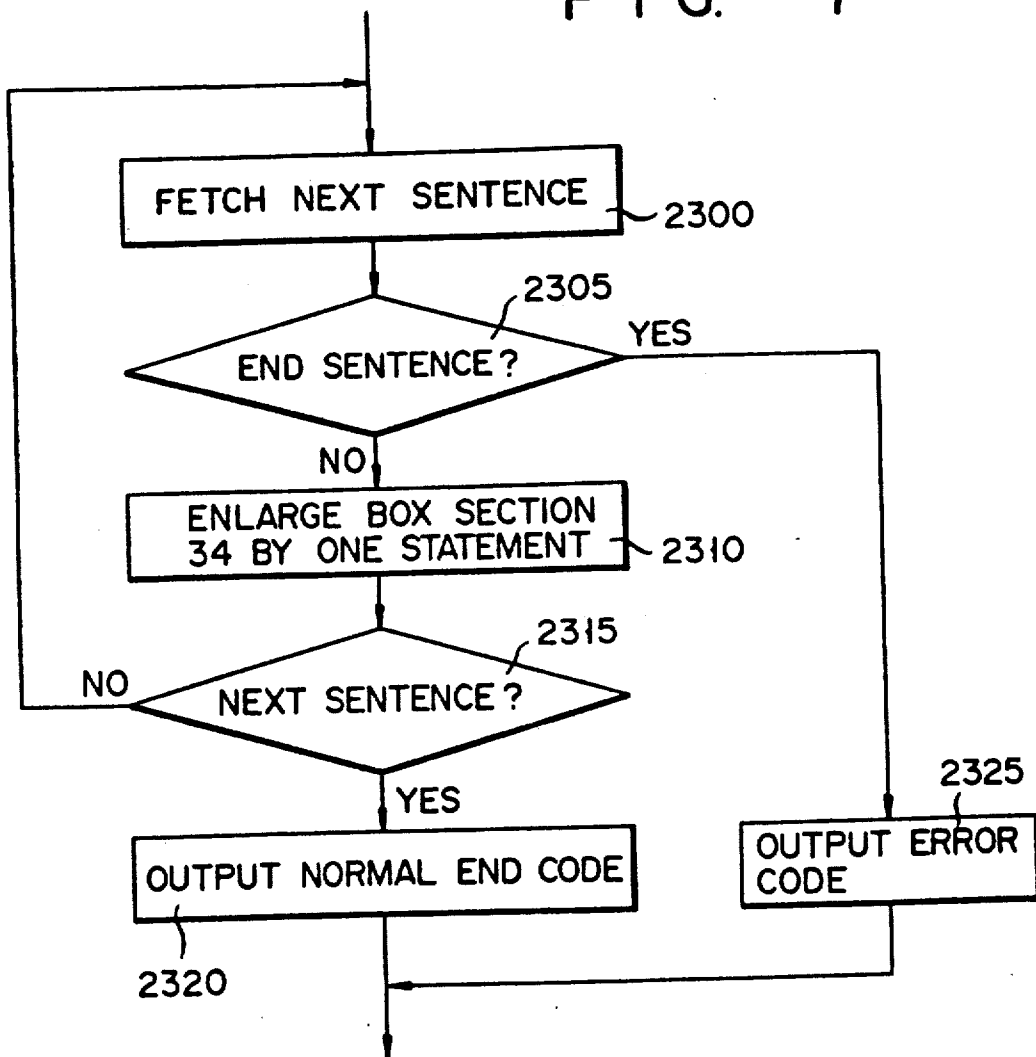 FETCH NEXT SENTENCE
2300
2305
END SENTENCE?
YES
NO
ENLARGE BOX SECTION
34 BY ONE STATEMENT
2310
2315
NEXT SENTENCE?
NO
YES
OUTPUT NORMAL END CODE
2320
2325
OUTPUT ERROR
CODE